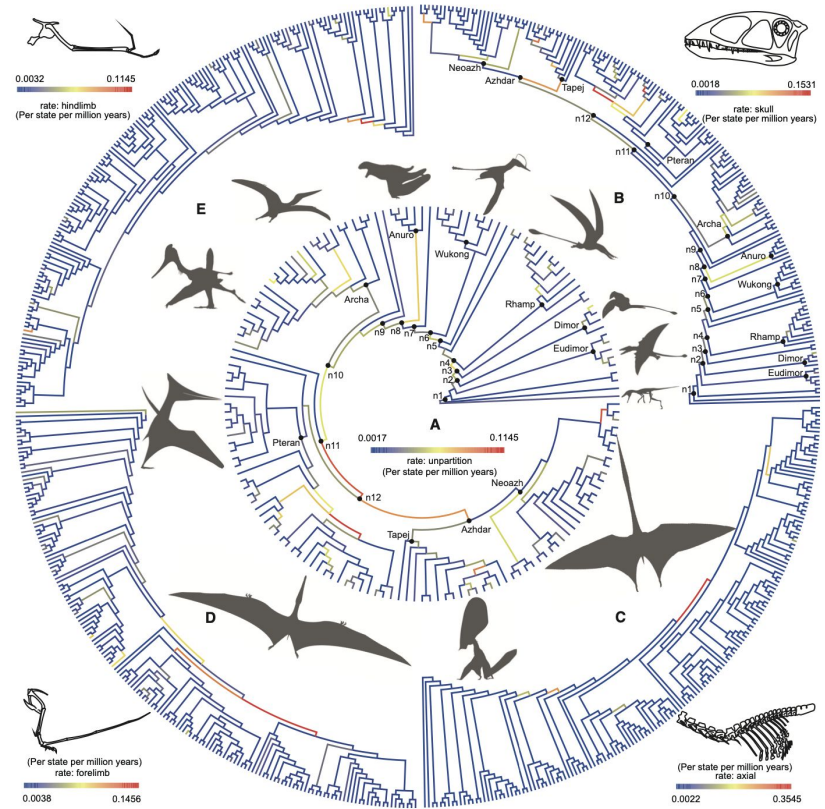 0.0032 0.1145
rate: hindlimb
(Per state per million years)
0.0018 0.1531
rate: skull
(Per state per million years)
Neoazh
Azhdar
Tapej
n12
n11
Pteran
n10
Archa
n9
Anuro
n8
n7
Wukong
n6
n5
n4
Rhamp
n3
n2
Dimor
Eudimor
n1
E
B
Anuro
Wukong
Archa
Rhamp
n9
n8
n7
n6
n5
Dimor
Eudimor
n4
n3
n2
n1
n10
A
0.0017 0.1145
rate: unpartition
(Per state per million years)
Pteran
n11
n12
Neoazh
Azhdar
Tapej
D
C
(Per state per million years)
rate: forelimb
0.0038 0.1456
(Per state per million years)
rate: axial
0.0022 0.3545